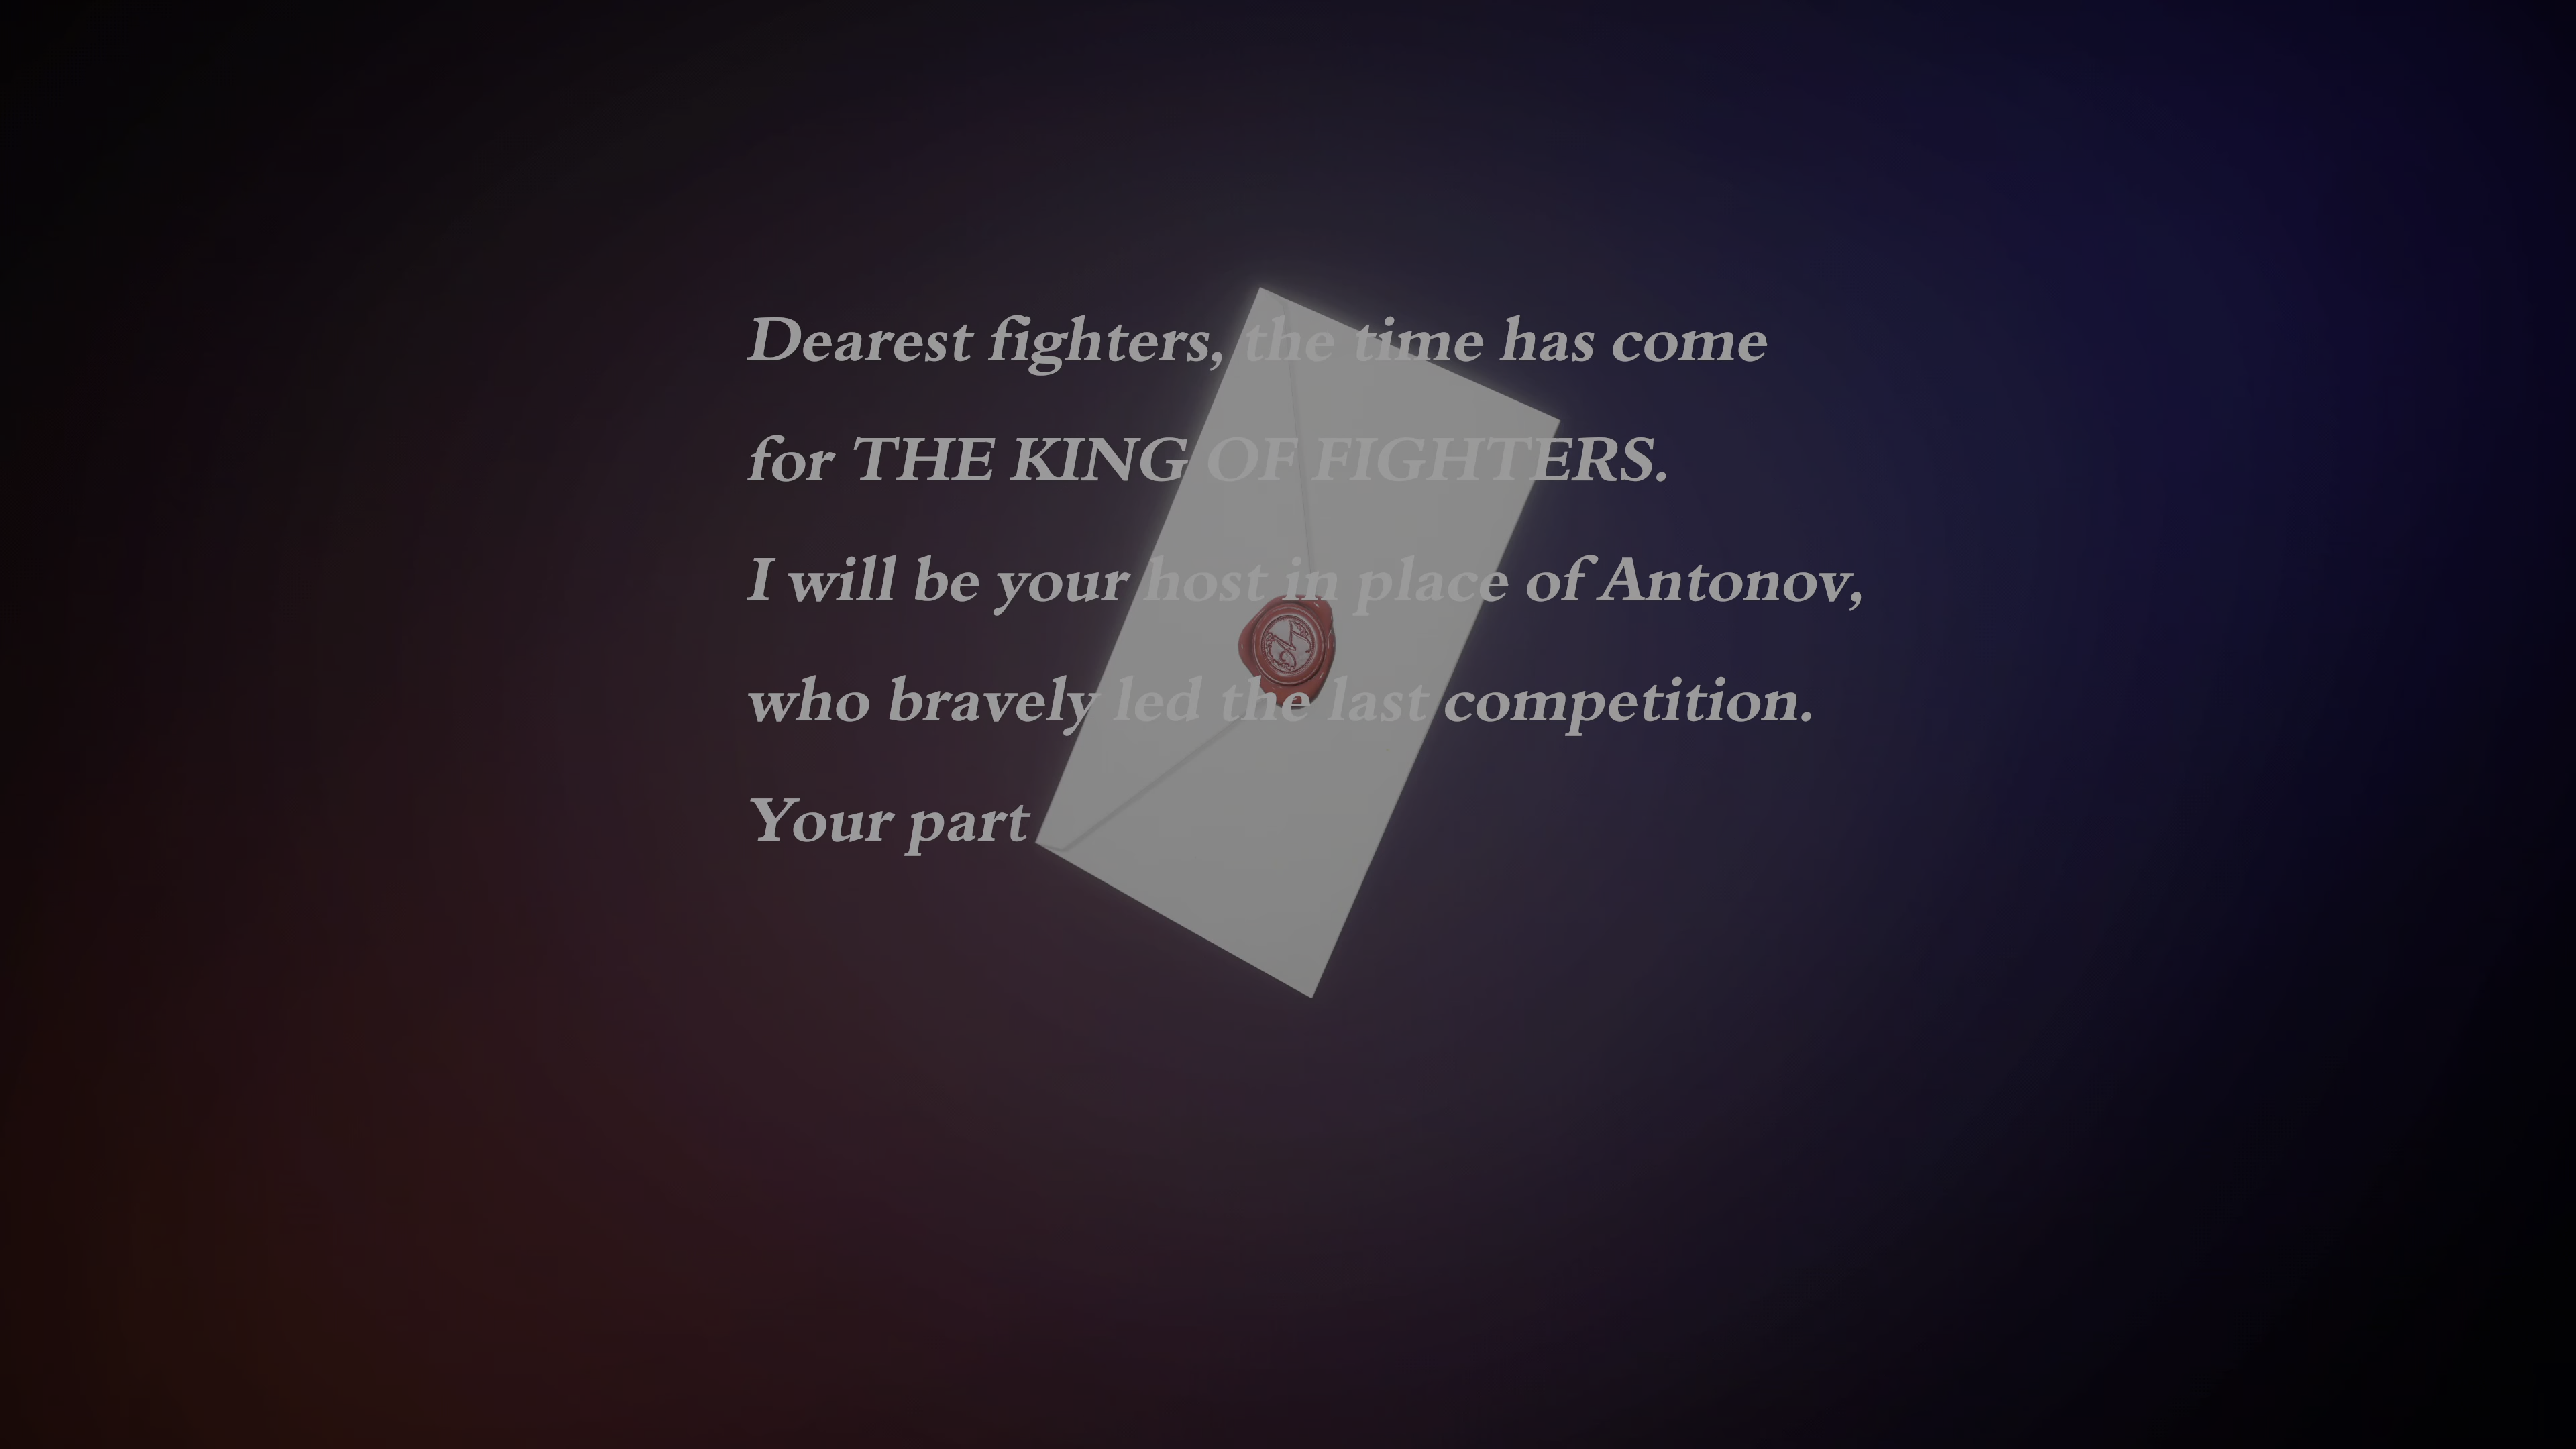 Dearest fighters, the time has come
for THE KING OF FIGHTERS.
I will be your host in place of Antonov,
who bravely led the last competition.
Your part